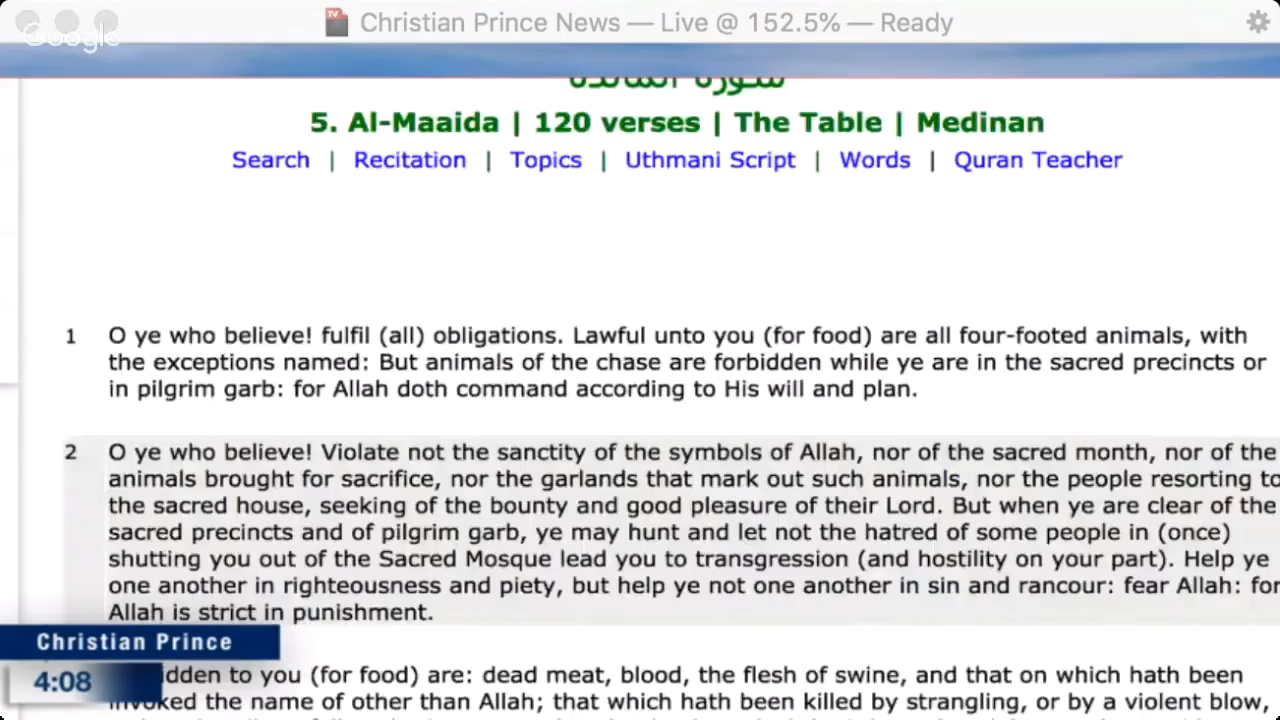 Christian Prince News — Live @ 152.5% — Ready
Google
سورة المائدة
5. Al-Maaida | 120 verses | The Table | Medinan
Search | Recitation | Topics | Uthmani Script | Words | Quran Teacher
1 O ye who believe! fulfil (all) obligations. Lawful unto you (for food) are all four-footed animals, with
the exceptions named: But animals of the chase are forbidden while ye are in the sacred precincts or
in pilgrim garb: for Allah doth command according to His will and plan.
2 O ye who believe! Violate not the sanctity of the symbols of Allah, nor of the sacred month, nor of the
animals brought for sacrifice, nor the garlands that mark out such animals, nor the people resorting to
the sacred house, seeking of the bounty and good pleasure of their Lord. But when ye are clear of the
sacred precincts and of pilgrim garb, ye may hunt and let not the hatred of some people in (once)
shutting you out of the Sacred Mosque lead you to transgression (and hostility on your part). Help ye
one another in righteousness and piety, but help ye not one another in sin and rancour: fear Allah: for
Allah is strict in punishment.
Christian Prince
4:08
dden to you (for food) are: dead meat, blood, the flesh of swine, and that on which hath been
invoked the name of other than Allah; that which hath been killed by strangling, or by a violent blow,